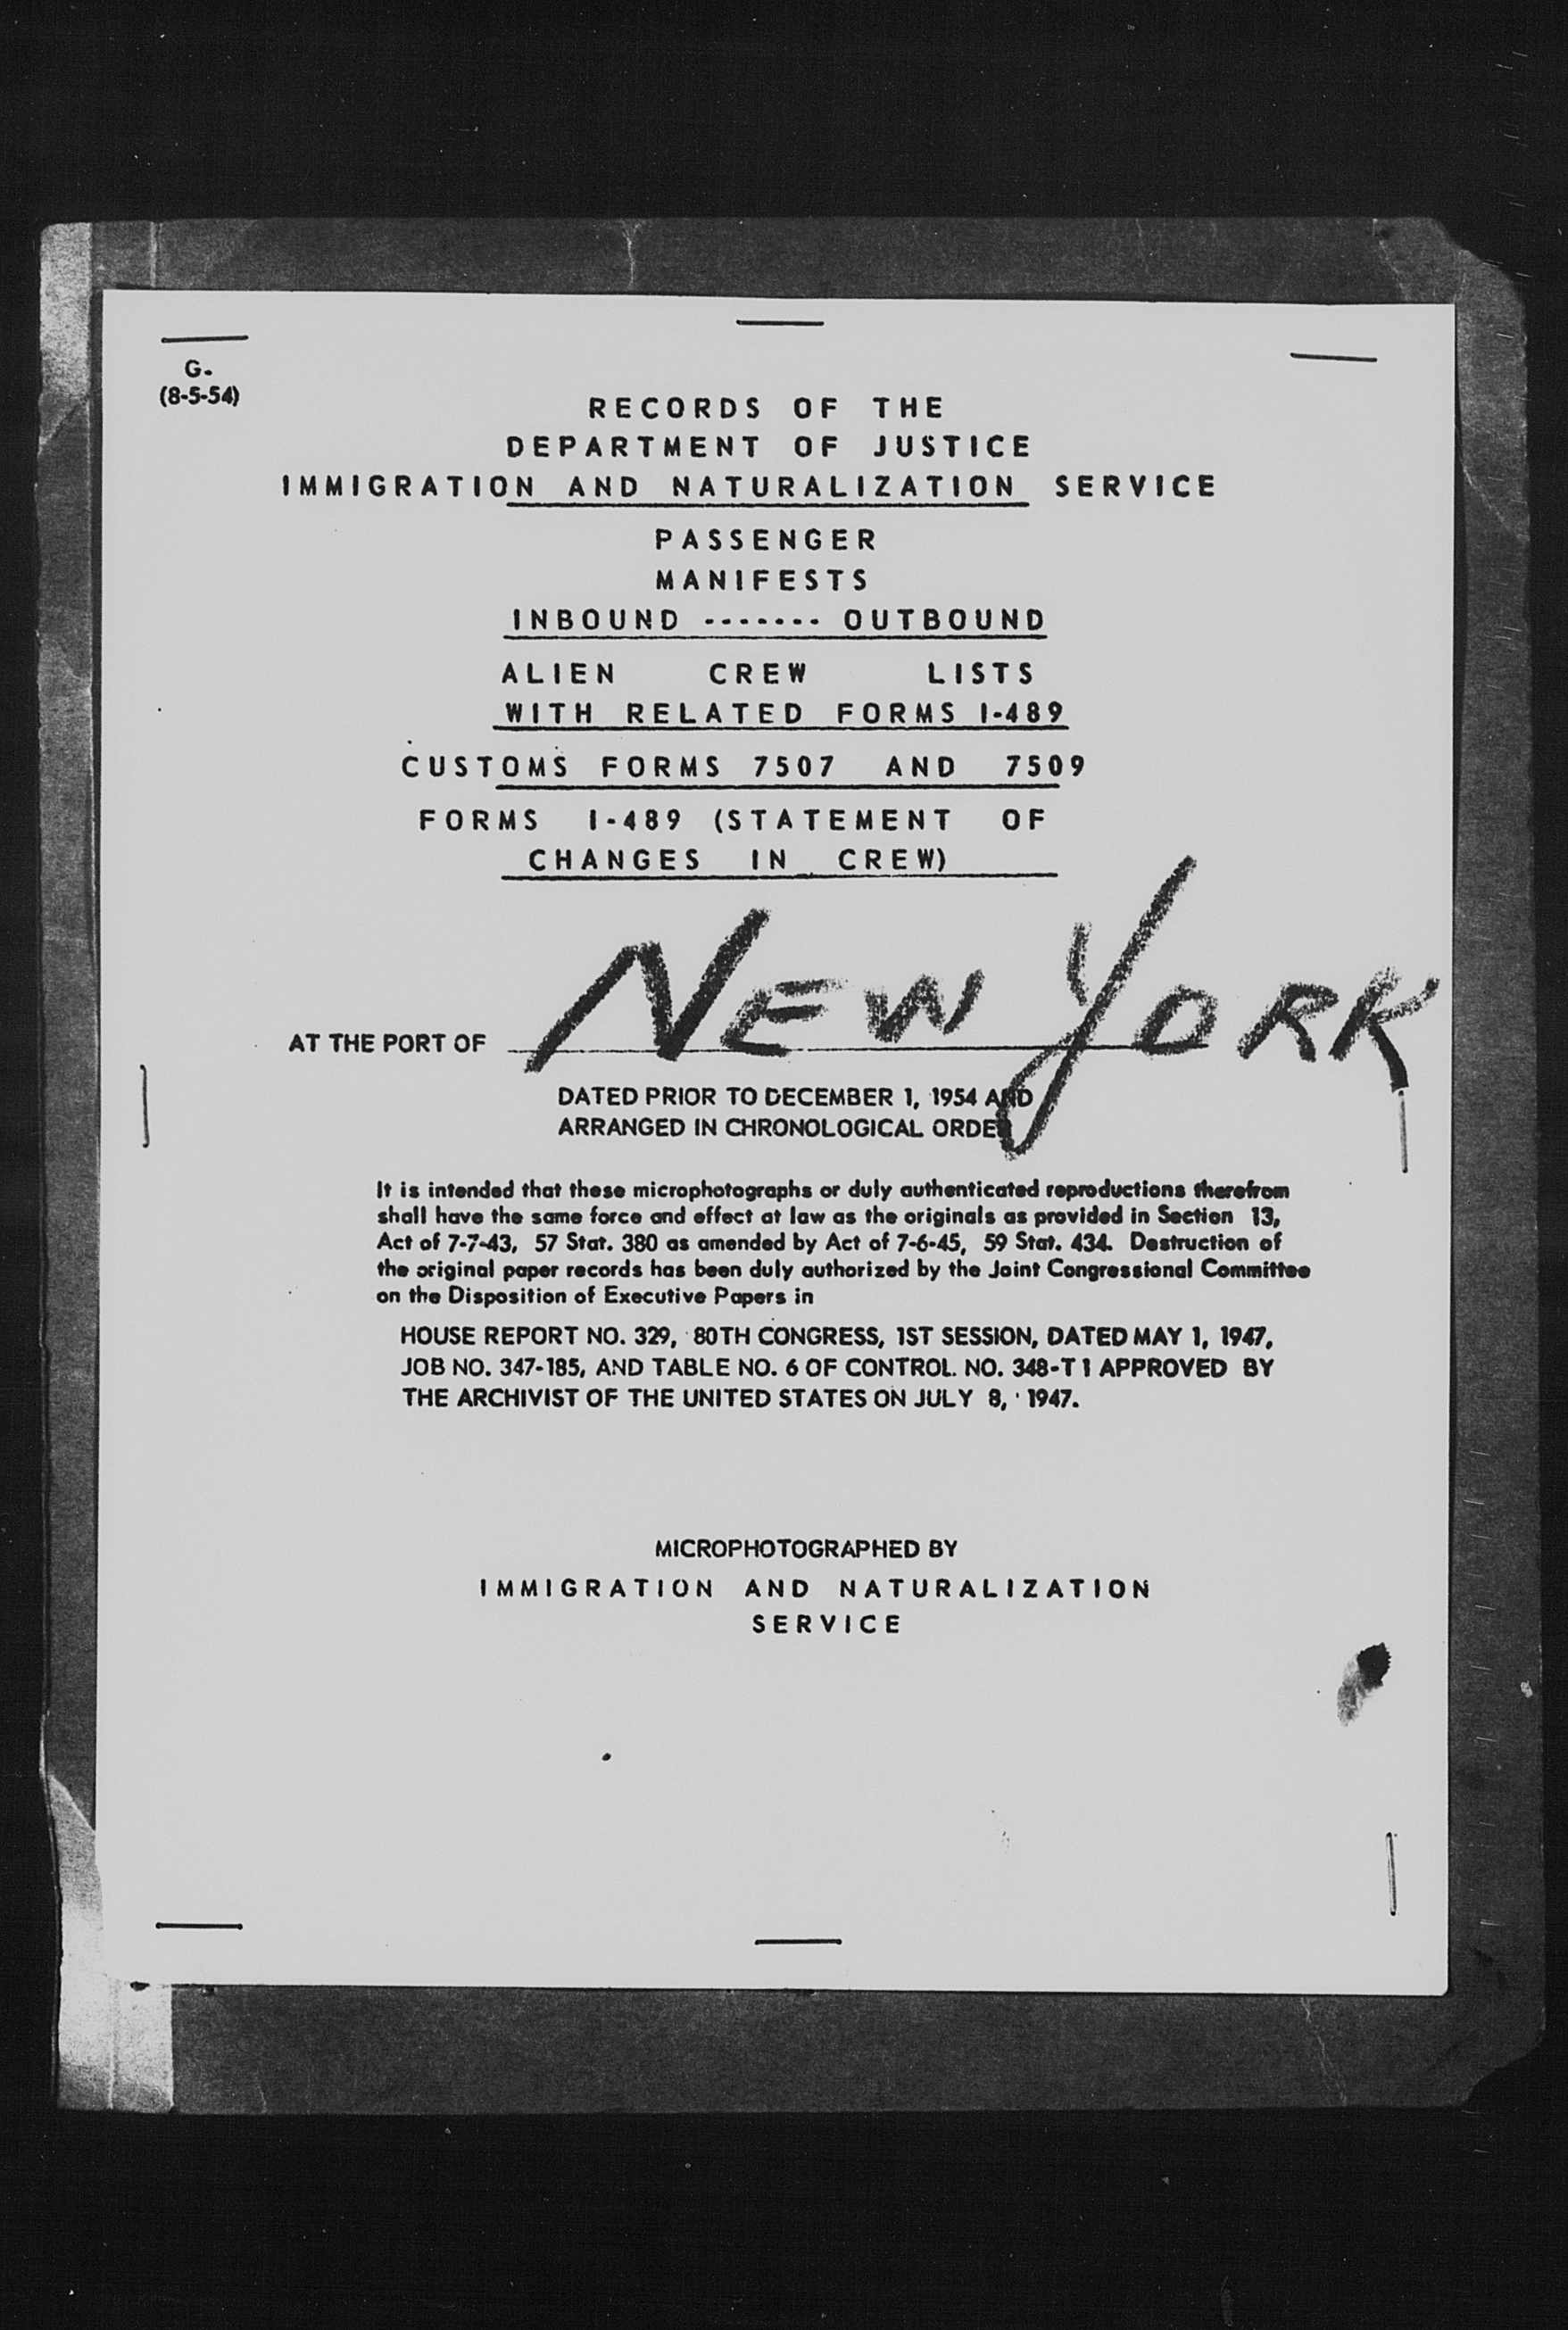 G.
(8-5-54)
RECORDS OF THE
DEPARTMENT OF JUSTICE
IMMIGRATION AND NATURALIZATION SERVICE
PASSENGER
MANIFESTS
INBOUND ------- OUTBOUND
ALIEN CREW LISTS
WITH RELATED FORMS I-489
CUSTOMS FORMS 7507 AND 7509
FORMS I-489 (STATEMENT OF
CHANGES IN CREW)
AT THE PORT OF NEW YORK
DATED PRIOR TO DECEMBER 1, 1954 AND
ARRANGED IN CHRONOLOGICAL ORDER
It is intended that these microphotographs or duly authenticated reproductions therefrom
shall have the same force and effect at law as the originals as provided in Section 13,
Act of 7-7-43, 57 Stat. 380 as amended by Act of 7-6-45, 59 Stat. 434. Destruction of
the original paper records has been duly authorized by the Joint Congressional Committee
on the Disposition of Executive Papers in
HOUSE REPORT NO. 329, 80TH CONGRESS, 1ST SESSION, DATED MAY 1, 1947,
JOB NO. 347-185, AND TABLE NO. 6 OF CONTROL NO. 348-T1 APPROVED BY
THE ARCHIVIST OF THE UNITED STATES ON JULY 8, 1947.
MICROPHOTOGRAPHED BY
IMMIGRATION AND NATURALIZATION
SERVICE